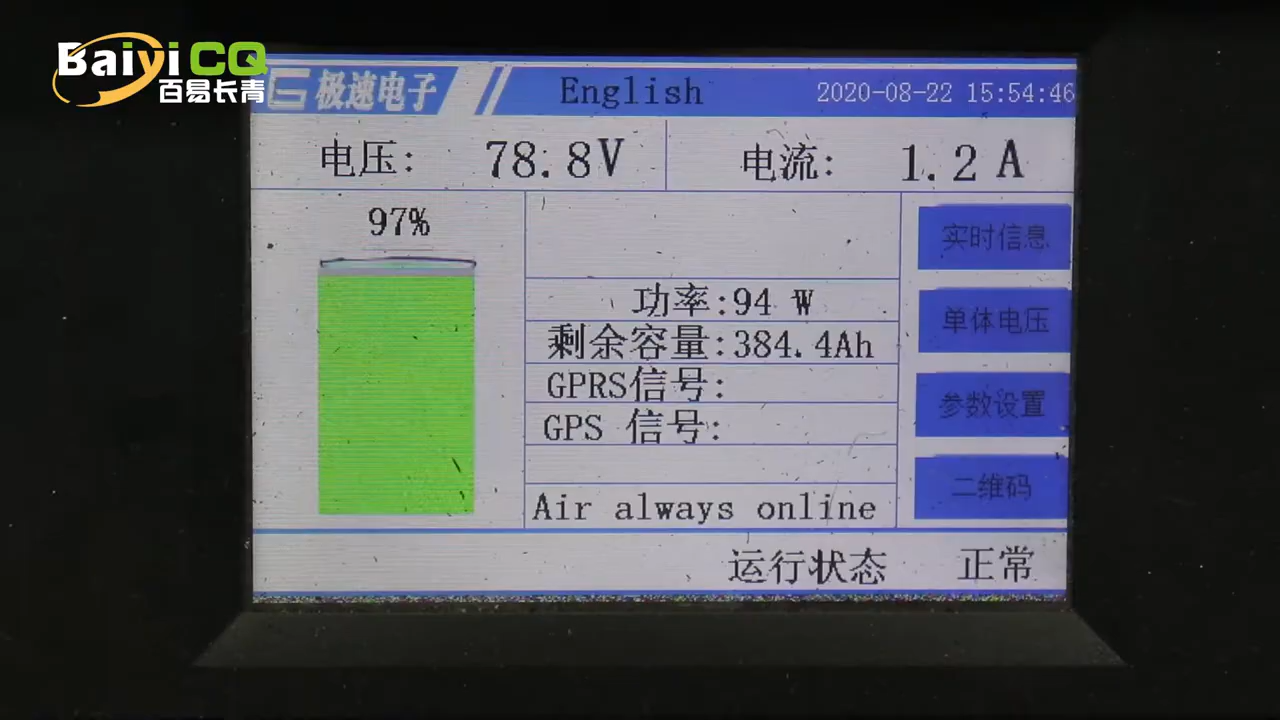 BaiyiCQ
百易长青
极速电子
English
2020-08-22 15:54:46
电压: 78.8V
电流: 1.2 A
97%
实时信息
功率:94 W
单体电压
剩余容量:384.4Ah
GPRS信号:
参数设置
GPS 信号:
二维码
Air always online
运行状态 正常